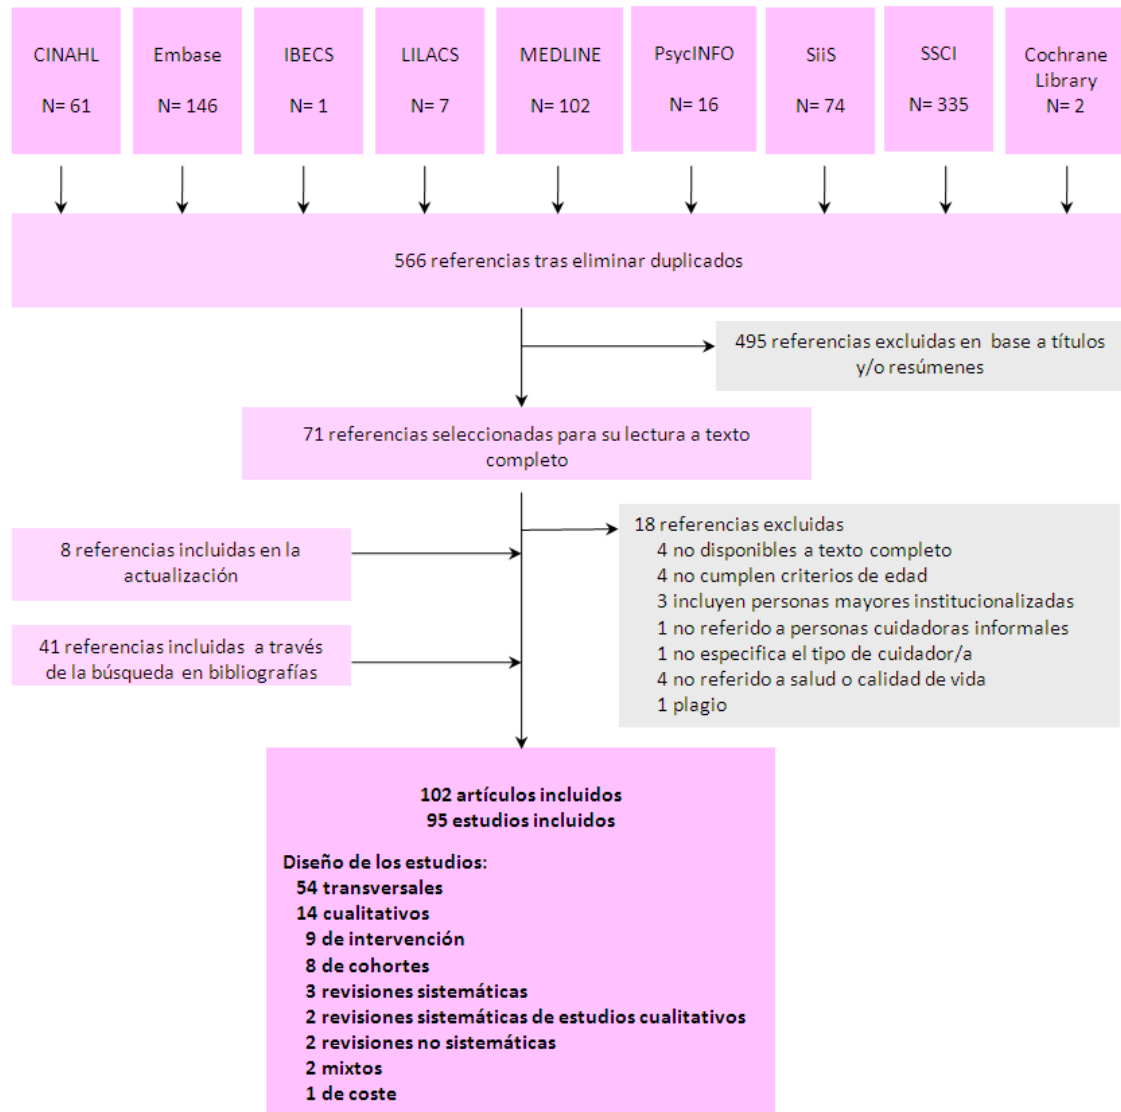 CINAHL
N= 61
Embase
N= 146
IBECS
N= 1
LILACS
N= 7
MEDLINE
N= 102
PsycINFO
N= 16
SiiS
N= 74
SSCI
N= 335
Cochrane
Library
N= 2
566 referencias tras eliminar duplicados
495 referencias excluidas en base a títulos
y/o resúmenes
71 referencias seleccionadas para su lectura a texto
completo
8 referencias incluidas en la
actualización
41 referencias incluidas a través
de la búsqueda en bibliografías
18 referencias excluidas
4 no disponibles a texto completo
4 no cumplen criterios de edad
3 incluyen personas mayores institucionalizadas
1 no referido a personas cuidadoras informales
1 no especifica el tipo de cuidador/a
4 no referido a salud o calidad de vida
1 plagio
102 artículos incluidos
95 estudios incluidos
Diseño de los estudios:
54 transversales
14 cualitativos
9 de intervención
8 de cohortes
3 revisiones sistemáticas
2 revisiones sistemáticas de estudios cualitativos
2 revisiones no sistemáticas
2 mixtos
1 de coste